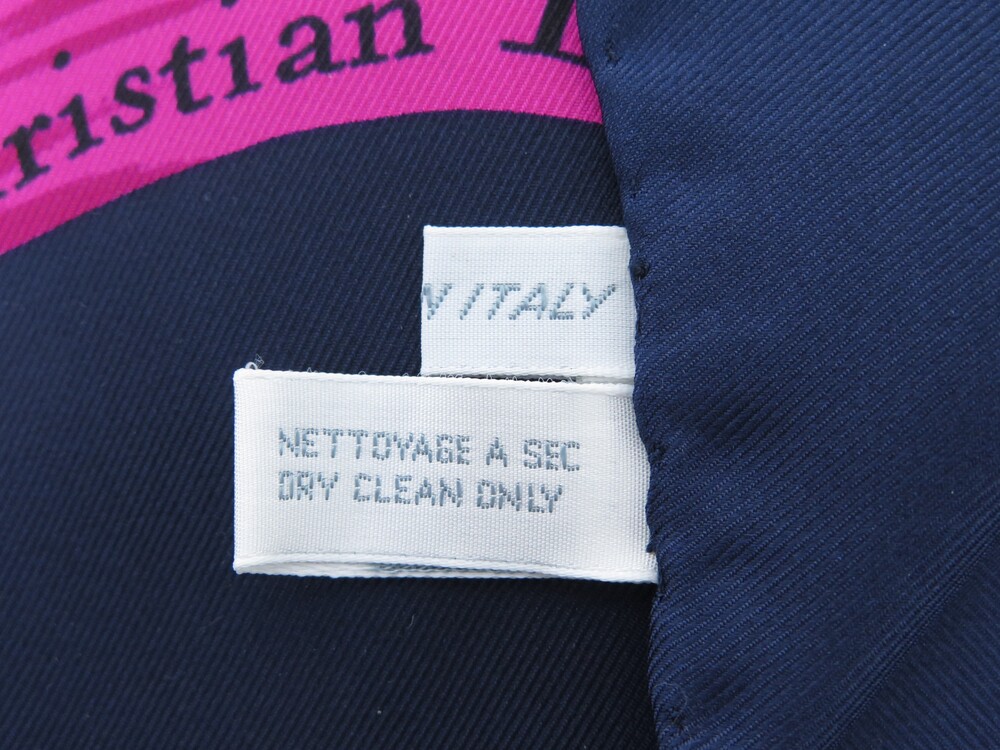 ristian
ITALY
NETTOYAGE A SEC
DRY CLEAN ONLY